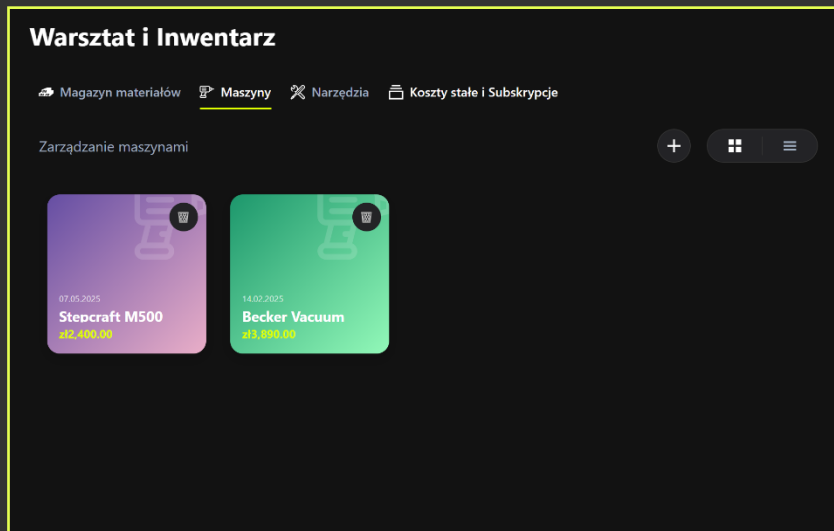 Warsztat i Inwentarz
Magazyn materiałów Maszyny Narzędzia Koszty stałe i Subskrypcje
Zarządzanie maszynami
07.05.2025
Stepcraft M500
zł2,400.00
14.02.2025
Becker Vacuum
zł3,890.00